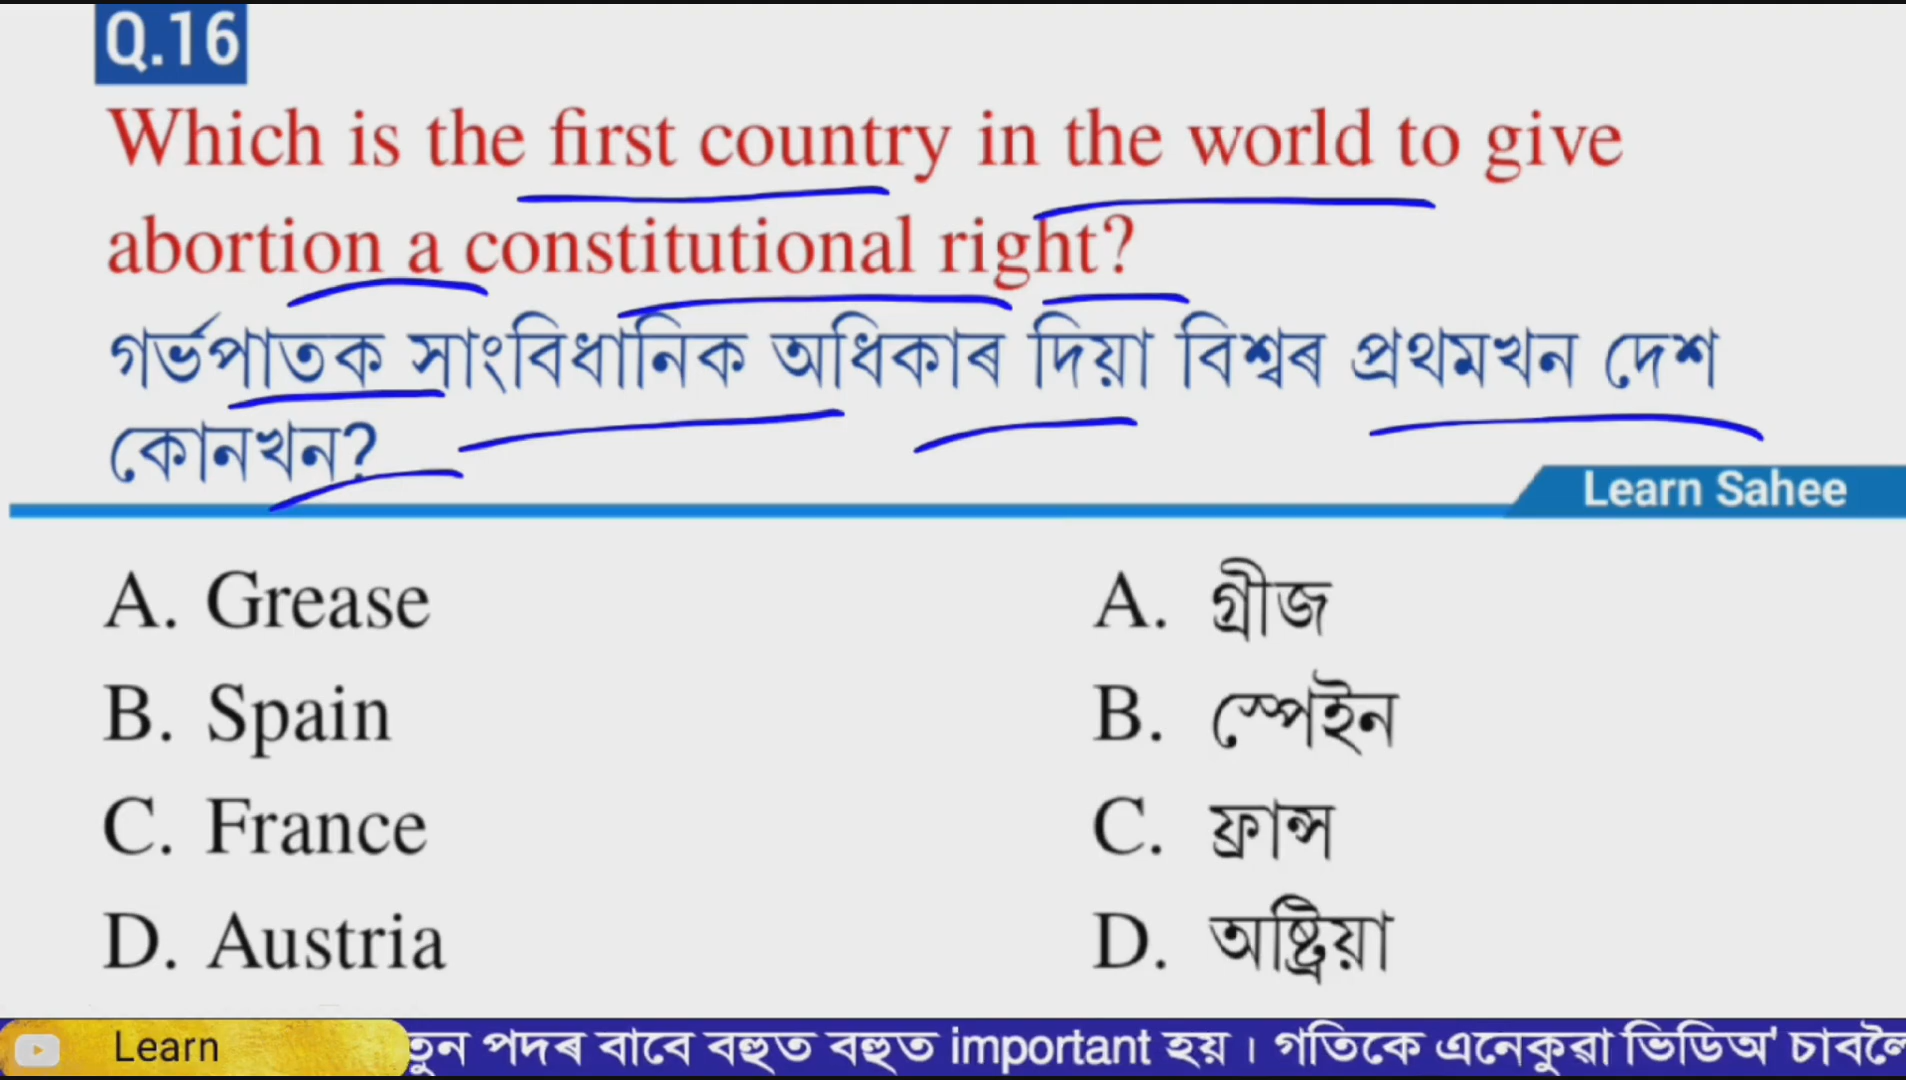 Q.16
Which is the first country in the world to give
abortion a constitutional right?
গৰ্ভপাতক সাংবিধানিক অধিকাৰ দিয়া বিশ্বৰ প্ৰথমখন দেশ
কোনখন?
Learn Sahee
A. Grease
A. গ্ৰীজ
B. Spain
B. স্পেইন
C. France
C. ফ্ৰান্স
D. Austria
D. অষ্ট্ৰিয়া
Learn তুন পদৰ বাবে বহুত বহুত important হয়। গতিকে এনেকুৱা ভিডিঅ' চাবলৈ